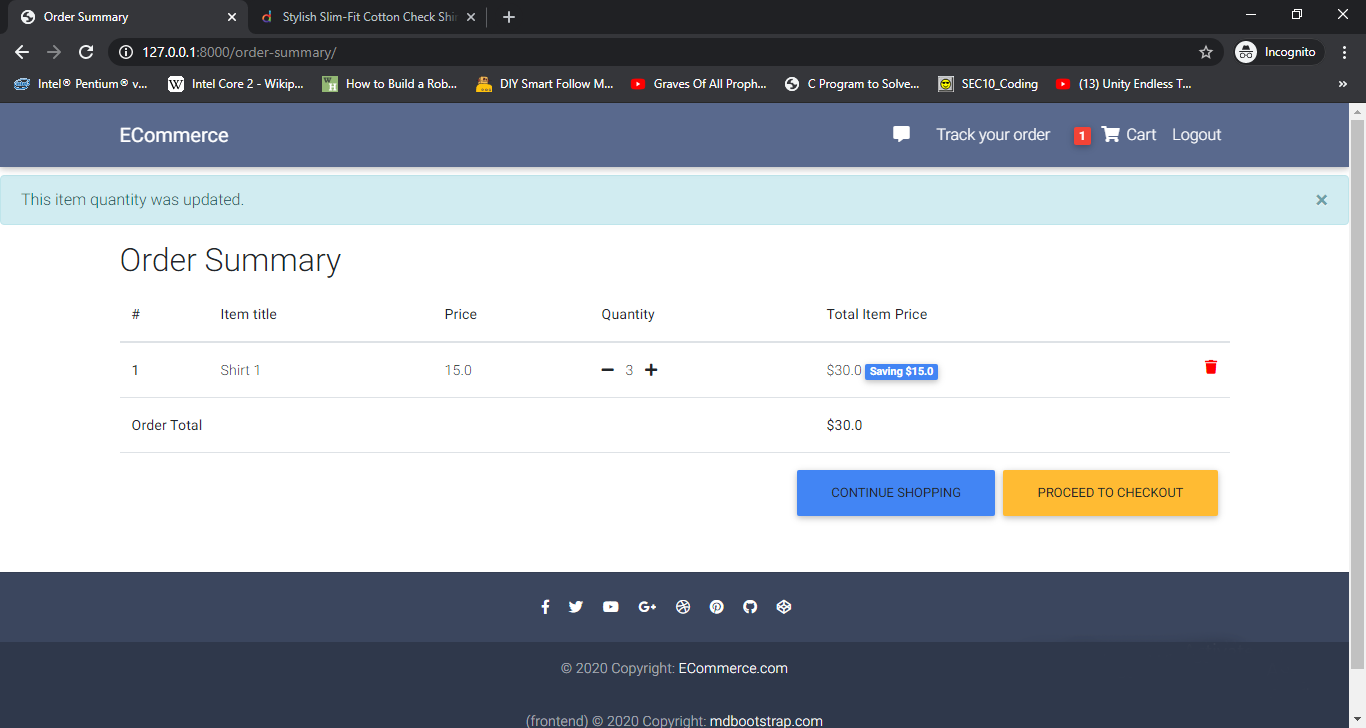 Order Summary
Stylish Slim-Fit Cotton Check Shir
127.0.0.1:8000/order-summary/
Incognito
Intel® Pentium® v...
Intel Core 2 - Wikip...
How to Build a Rob...
DIY Smart Follow M...
Graves Of All Proph...
C Program to Solve...
SEC10_Coding
(13) Unity Endless T...
»
ECommerce
Track your order
1
Cart
Logout
This item quantity was updated.
×
Order Summary
# Item title Price Quantity Total Item Price
1 Shirt 1 15.0 3 $30.0 Saving $15.0
Order Total $30.0
CONTINUE SHOPPING
PROCEED TO CHECKOUT
© 2020 Copyright: ECommerce.com
(frontend) © 2020 Copyright: mdbootstrap.com